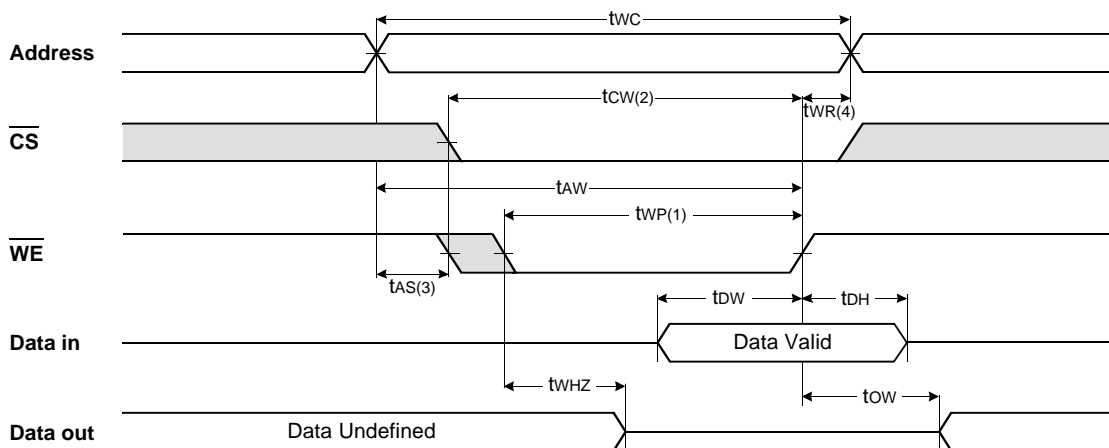 tWC
Address
tCW(2)
tWR(4)
CS
tAW
tWP(1)
WE
tAS(3)
tDW
tDH
Data in
Data Valid
tWHZ
tOW
Data out
Data Undefined